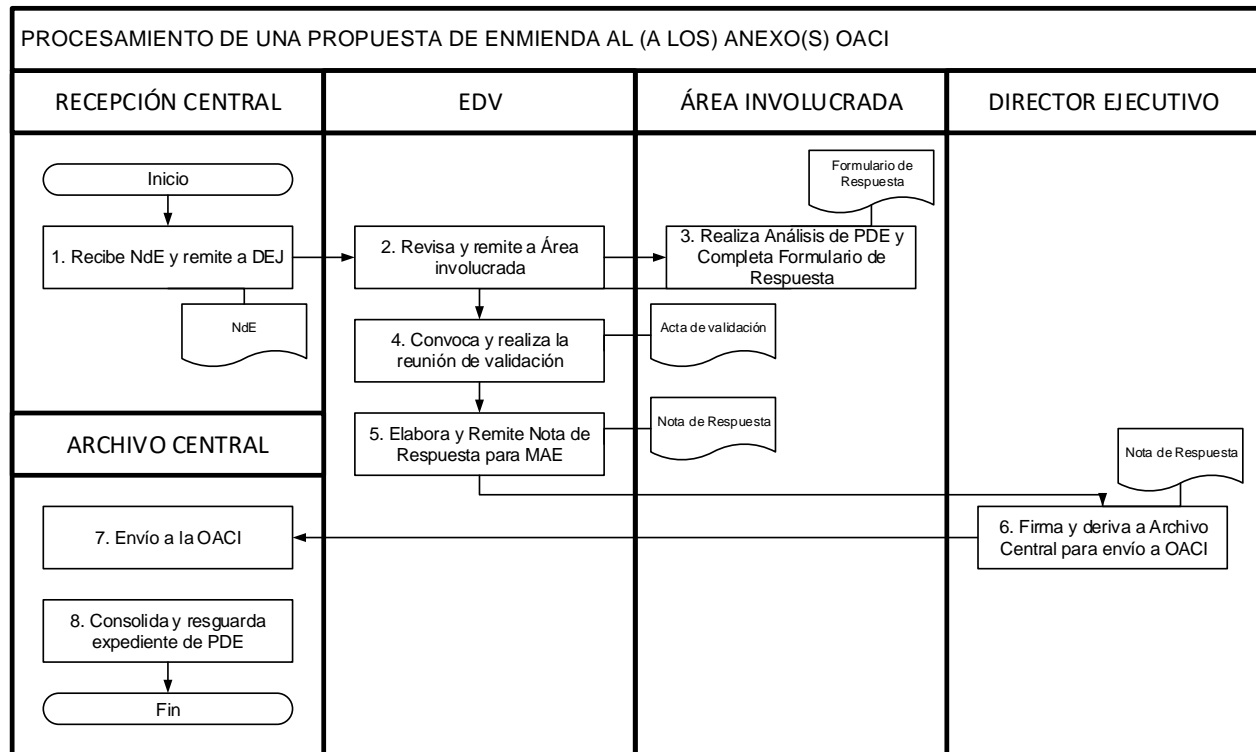 PROCESAMIENTO DE UNA PROPUESTA DE ENMIENDA AL (A LOS) ANEXO(S) OACI
RECEPCIÓN CENTRAL
EDV
ÁREA INVOLUCRADA
DIRECTOR EJECUTIVO
Inicio
Formulario de
Respuesta
1. Recibe NdE y remite a DEJ
2. Revisa y remite a Área
involucrada
3. Realiza Análisis de PDE y
Completa Formulario de
Respuesta
NdE
4. Convoca y realiza la
reunión de validación
Acta de validación
ARCHIVO CENTRAL
5. Elabora y Remite Nota de
Respuesta para MAE
Nota de Respuesta
Nota de Respuesta
7. Envío a la OACI
6. Firma y deriva a Archivo
Central para envío a OACI
8. Consolida y resguarda
expediente de PDE
Fin